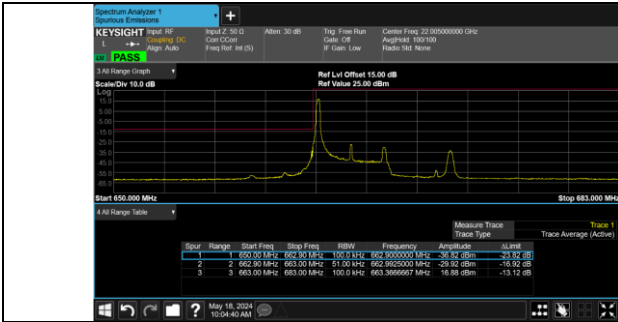 Spectrum Analyzer 1
Spurious Emissions
KEYSIGHT Input: RF Input Z: 50 Ω Atten: 30 dB Trig: Free Run Center Freq: 22.005000000 GHz
Coupling: DC Corr CCorr Gate: Off Avg|Hold: 100/100
Align: Auto Freq Ref: Int (S) IF Gain: Low Radio Std: None
PASS
3 All Range Graph
Ref Lvl Offset 15.00 dB
Scale/Div 10.0 dB Ref Value 25.00 dBm
Log
15.0
5.00
-5.00
-15.0
-25.0
-35.0
-45.0
-55.0
-65.0
Start 650.000 MHz Stop 683.000 MHz
4 All Range Table
Measure Trace Trace 1
Trace Type Trace Average (Active)
Spur Range Start Freq Stop Freq RBW Frequency Amplitude ΔLimit
1 1 650.00 MHz 662.90 MHz 100.0 kHz 662.9000000 MHz -36.82 dBm -23.82 dB
2 2 662.90 MHz 663.00 MHz 51.00 kHz 662.9925000 MHz -29.92 dBm -16.92 dB
3 3 663.00 MHz 683.00 MHz 100.0 kHz 663.3666667 MHz 16.88 dBm -13.12 dB
May 18, 2024
10:04:40 AM